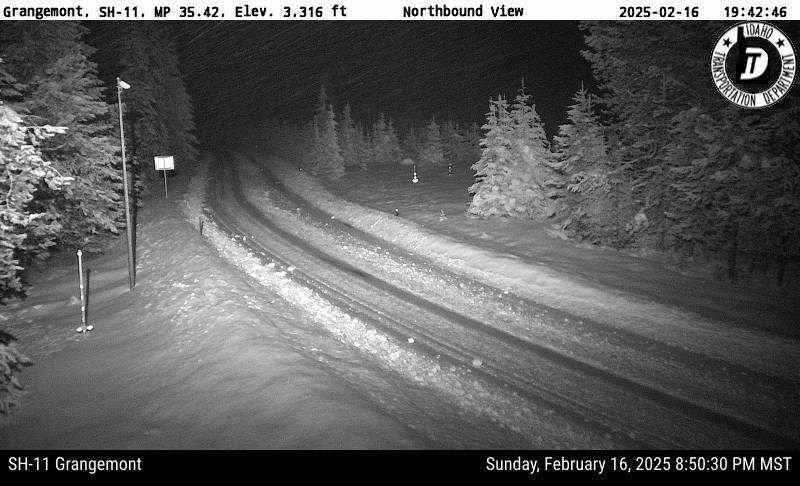 Grangemont, SH-11, MP 35.42, Elev. 3,316 ft Northbound View 2025-02-16 19:42:46
IDAHO
TRANSPORTATION DEPARTMENT
SH-11 Grangemont Sunday, February 16, 2025 8:50:30 PM MST